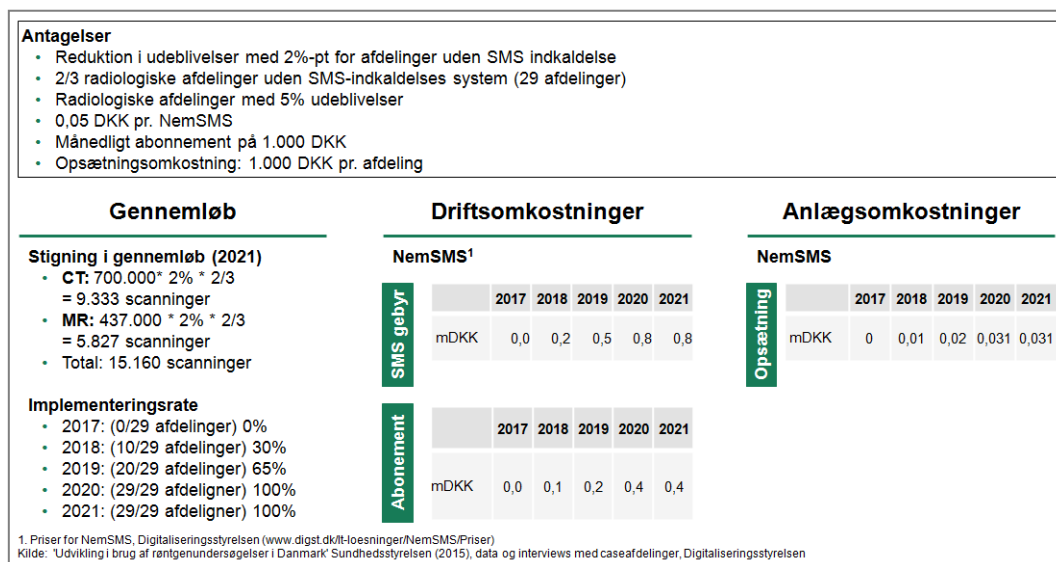 Antagelser
• Reduktion i udeblivelser med 2%-pt for afdelinger uden SMS indkaldelse
• 2/3 radiologiske afdelinger uden SMS-indkaldelses system (29 afdelinger)
• Radiologiske afdelinger med 5% udeblivelser
• 0,05 DKK pr. NemSMS
• Månedligt abonnement på 1.000 DKK
• Opsætningsomkostning: 1.000 DKK pr. afdeling
Gennemløb
Stigning i gennemløb (2021)
• CT: 700.000* 2% * 2/3
= 9.333 scanninger
• MR: 437.000 * 2% * 2/3
= 5.827 scanninger
• Total: 15.160 scanninger
Implementeringsrate
• 2017: (0/29 afdelinger) 0%
• 2018: (10/29 afdelinger) 30%
• 2019: (20/29 afdelinger) 65%
• 2020: (29/29 afdeligner) 100%
• 2021: (29/29 afdeligner) 100%
Driftsomkostninger
NemSMS1
SMS gebyr
2017 2018 2019 2020 2021
mDKK 0,0 0,2 0,5 0,8 0,8
Abonement
2017 2018 2019 2020 2021
mDKK 0,0 0,1 0,2 0,4 0,4
Anlægsomkostninger
NemSMS
Opsætning
2017 2018 2019 2020 2021
mDKK 0 0,01 0,02 0,031 0,031
1. Priser for NemSMS, Digitaliseringsstyrelsen (www.digst.dk/It-loesninger/NemSMS/Priser)
Kilde: 'Udvikling i brug af røntgenundersøgelser i Danmark' Sundhedsstyrelsen (2015), data og interviews med caseafdelinger, Digitaliseringsstyrelsen